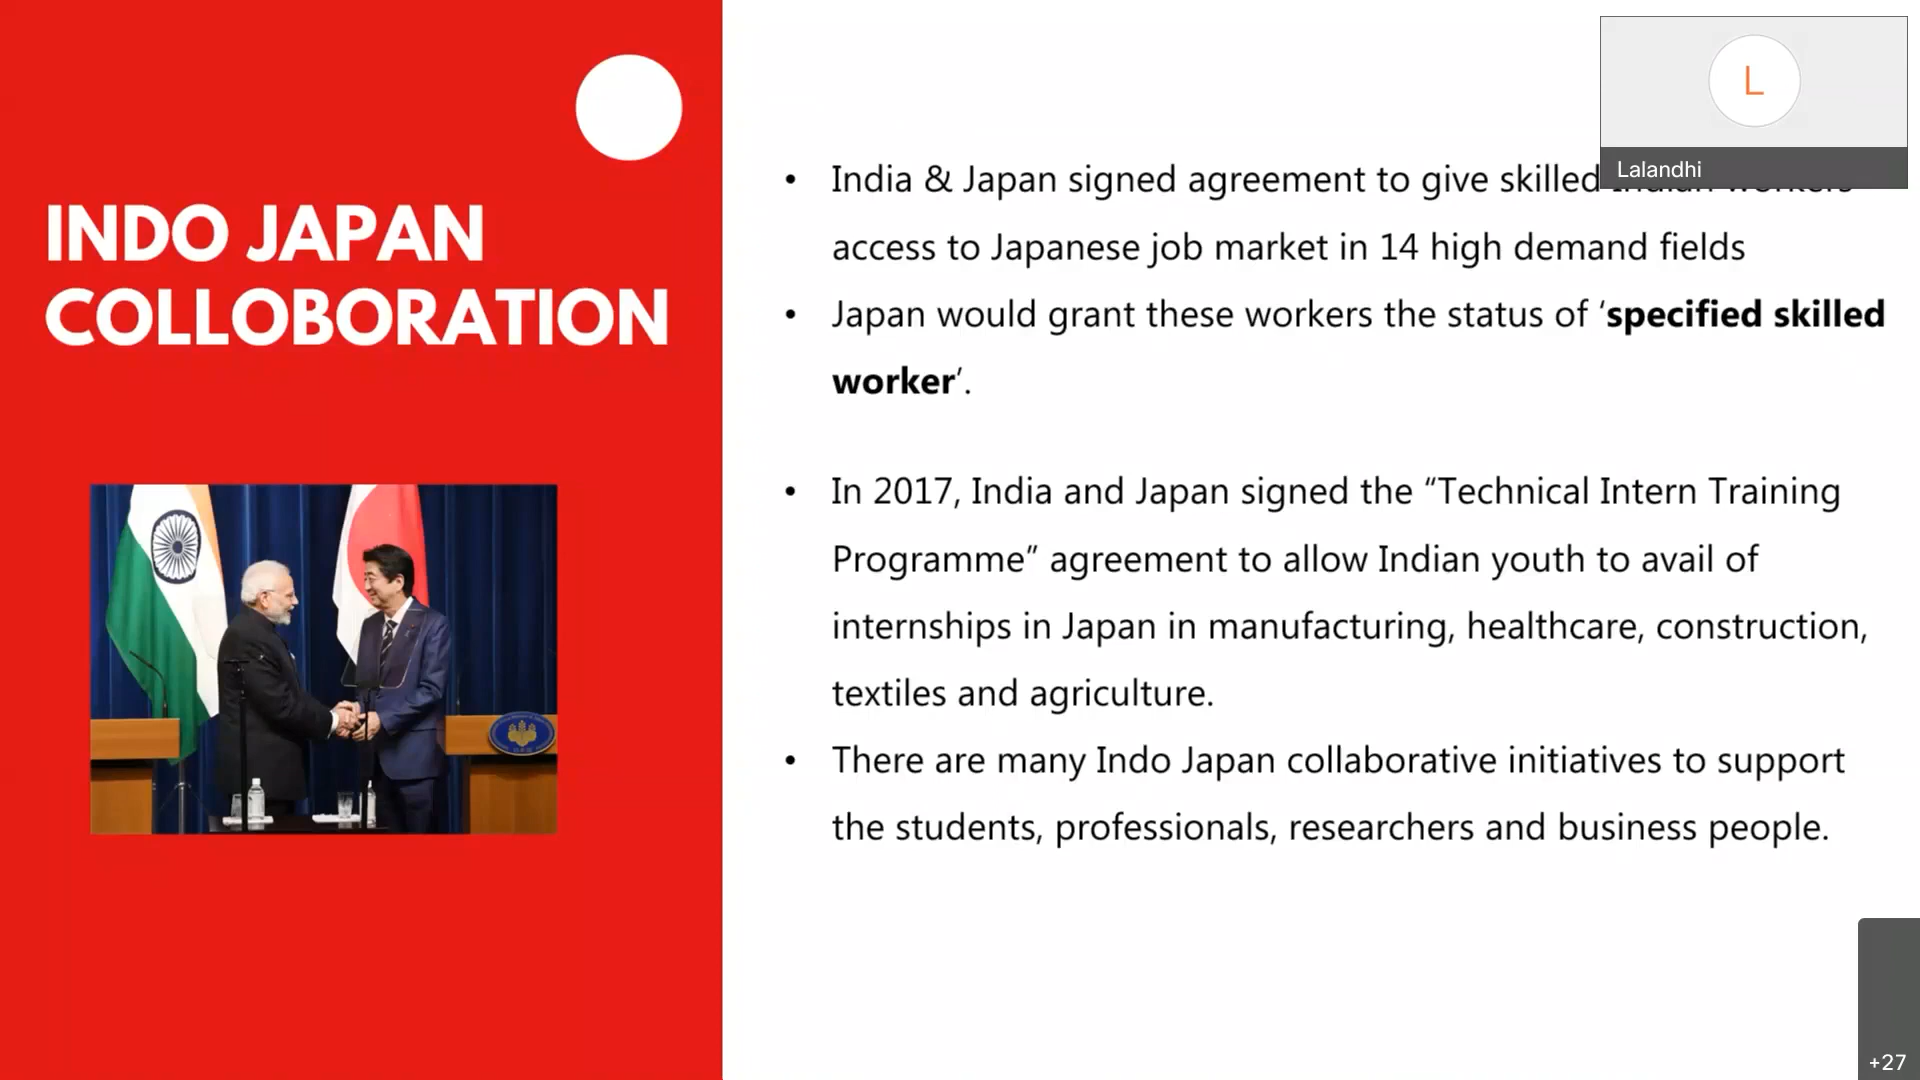 INDO JAPAN
COLLOBORATION
• India & Japan signed agreement to give skilled Indian workers
access to Japanese job market in 14 high demand fields
• Japan would grant these workers the status of ‘specified skilled
worker’.
• In 2017, India and Japan signed the “Technical Intern Training
Programme” agreement to allow Indian youth to avail of
internships in Japan in manufacturing, healthcare, construction,
textiles and agriculture.
• There are many Indo Japan collaborative initiatives to support
the students, professionals, researchers and business people.
L
Lalandhi
+27